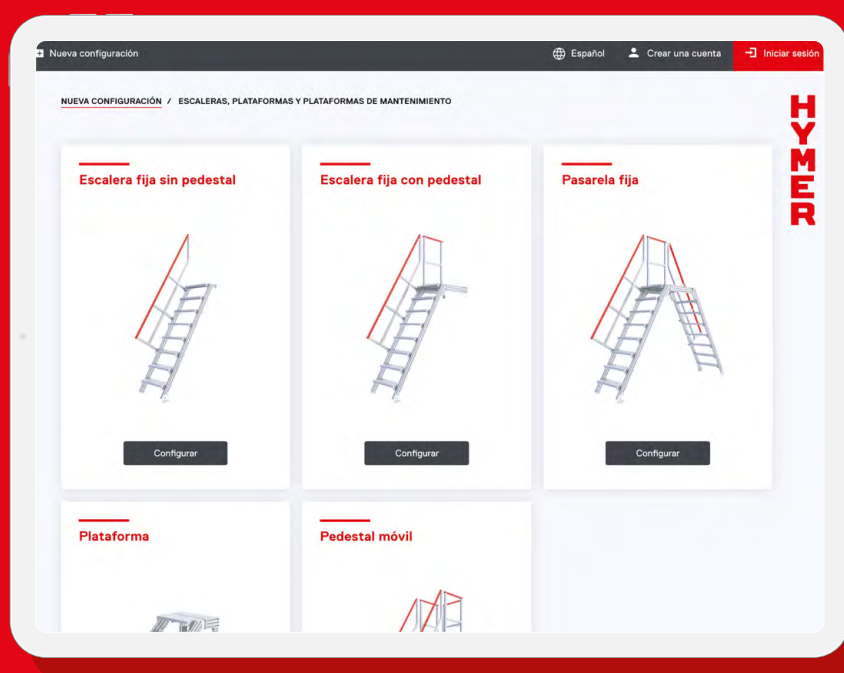 Nueva configuración
Español
Crear una cuenta
Iniciar sesión
NUEVA CONFIGURACIÓN / ESCALERAS, PLATAFORMAS Y PLATAFORMAS DE MANTENIMIENTO
HYMER
Escalera fija sin pedestal
Escalera fija con pedestal
Pasarela fija
Configurar
Configurar
Configurar
Plataforma
Pedestal móvil